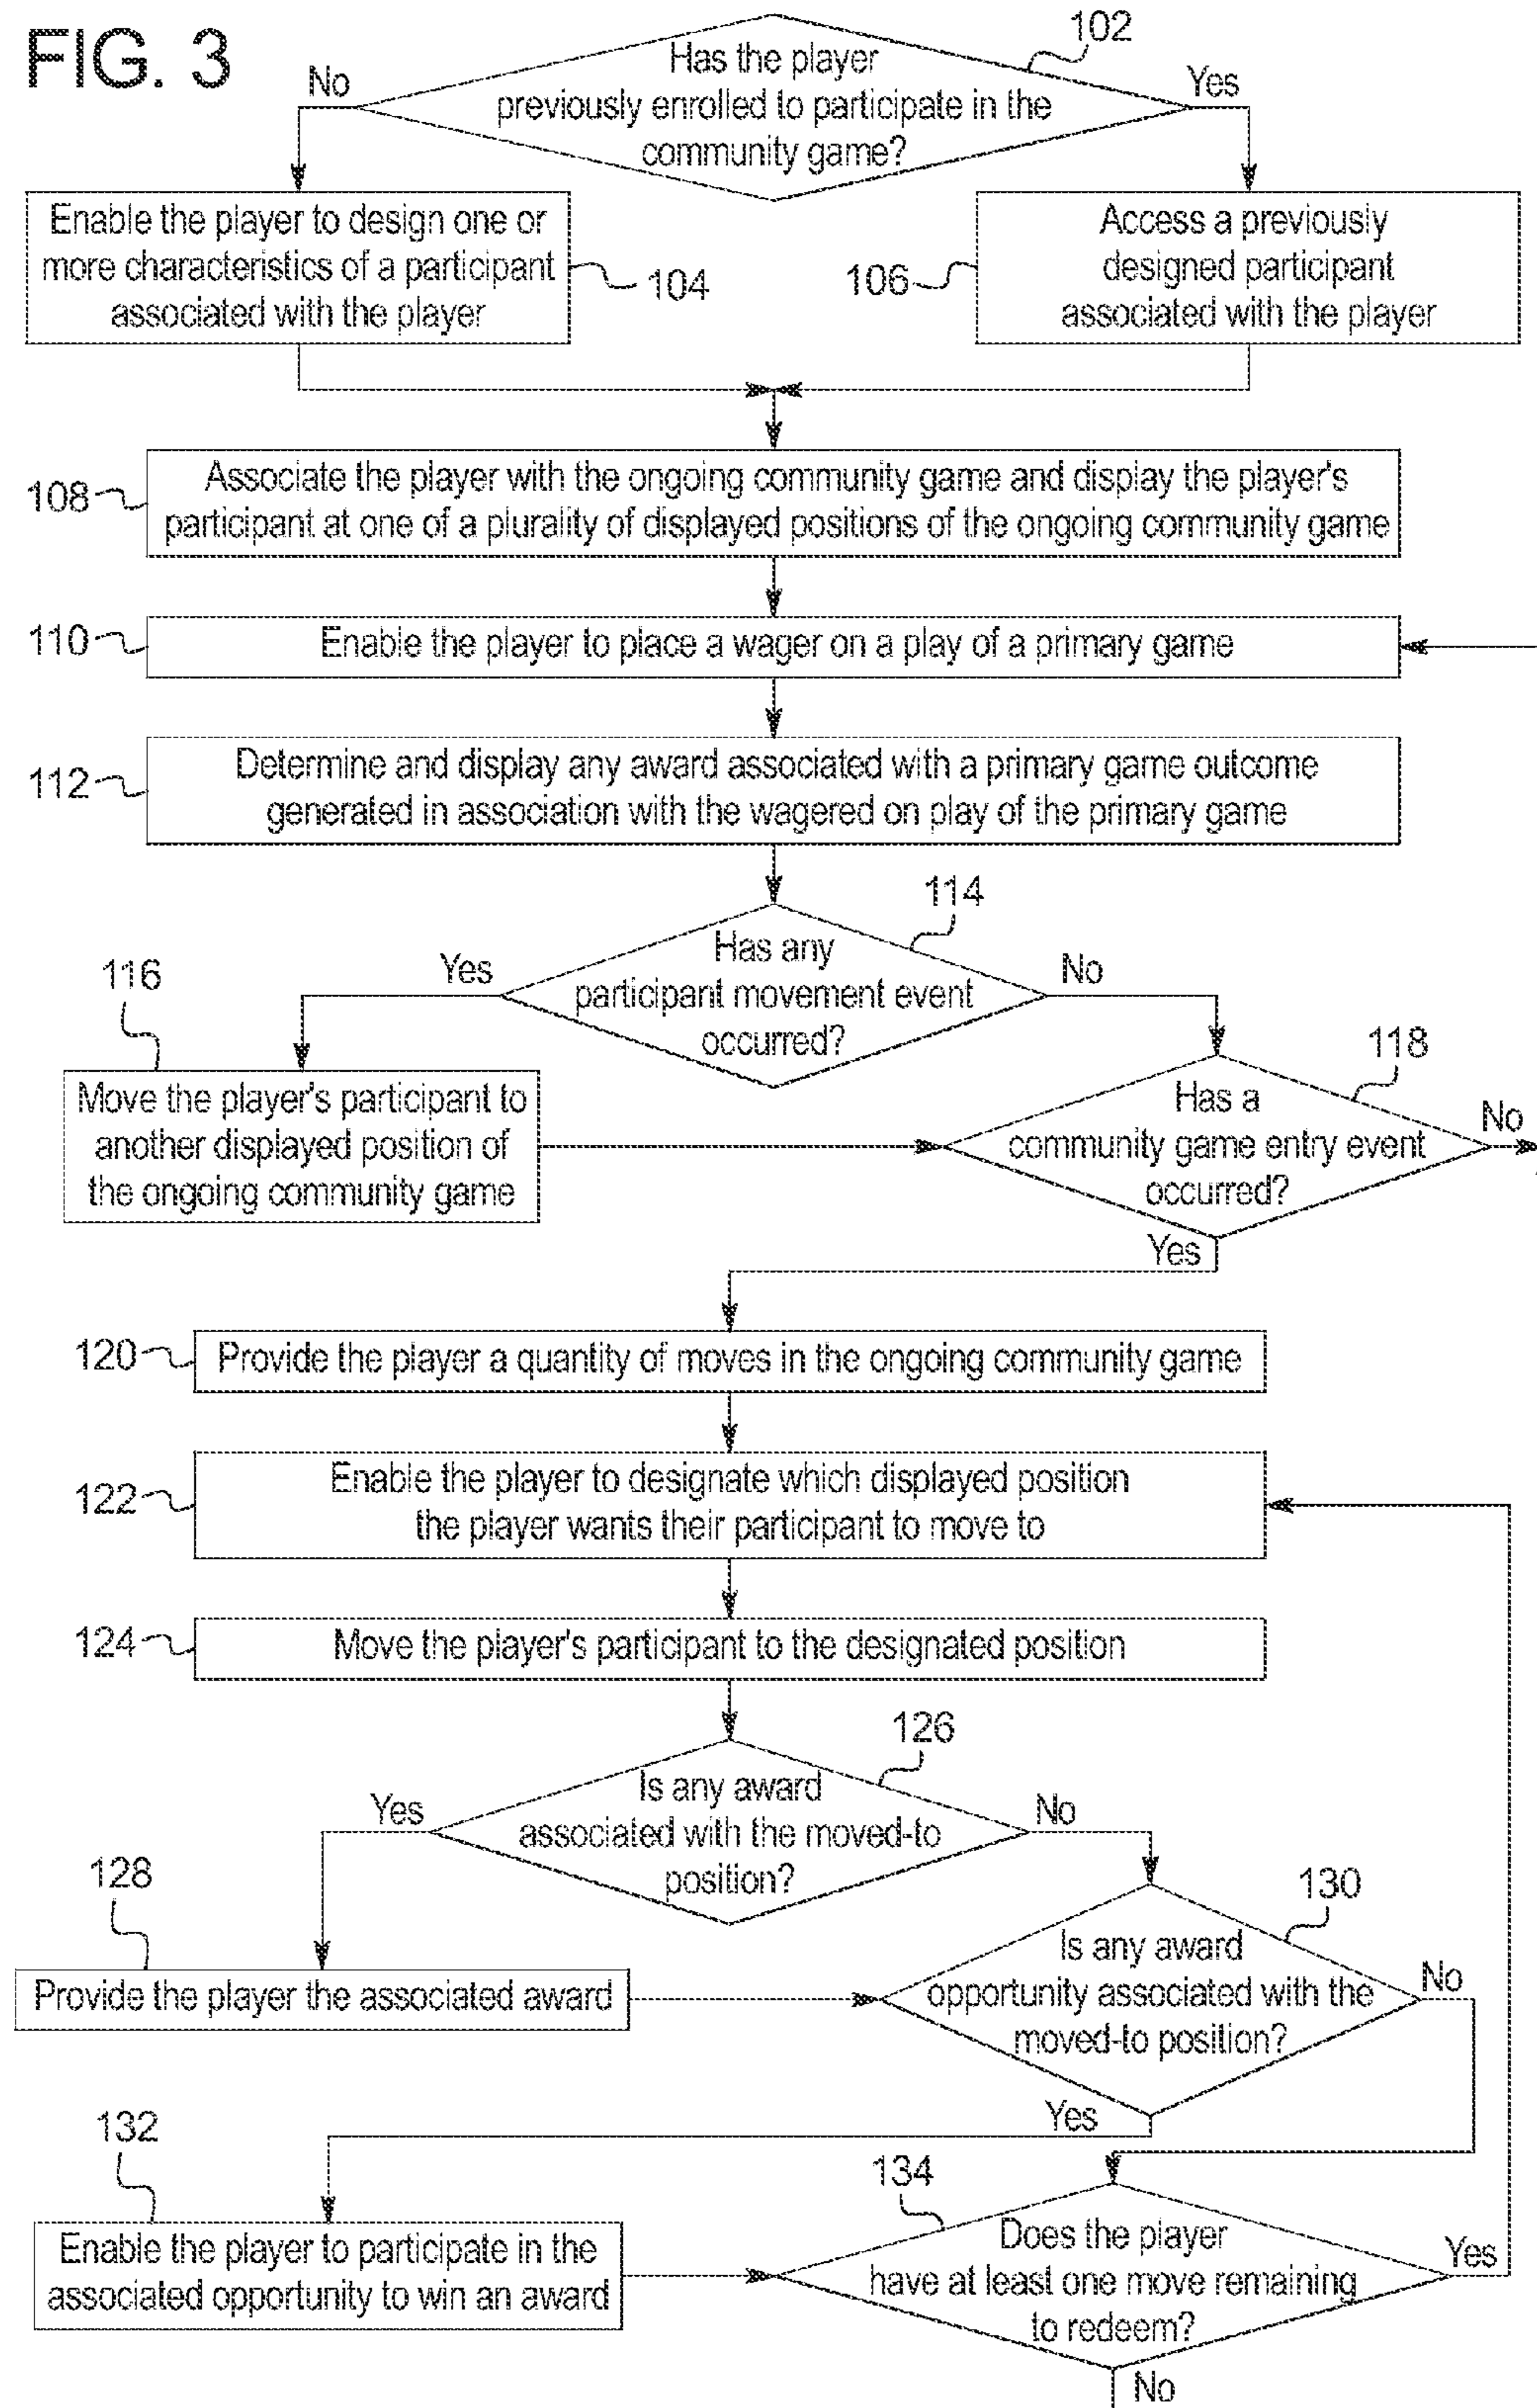 FIG. 3
102
Has the player
previously enrolled to participate in the
community game?
No
Yes
Enable the player to design one or
more characteristics of a participant
associated with the player
104
106
Access a previously
designed participant
associated with the player
108
Associate the player with the ongoing community game and display the player's
participant at one of a plurality of displayed positions of the ongoing community game
110
Enable the player to place a wager on a play of a primary game
112
Determine and display any award associated with a primary game outcome
generated in association with the wagered on play of the primary game
114
Has any
participant movement event
occurred?
Yes
No
116
Move the player's participant to
another displayed position of
the ongoing community game
118
Has a
community game entry event
occurred?
No
Yes
120
Provide the player a quantity of moves in the ongoing community game
122
Enable the player to designate which displayed position
the player wants their participant to move to
124
Move the player's participant to the designated position
126
Is any award
associated with the moved-to
position?
Yes
No
128
Provide the player the associated award
130
Is any award
opportunity associated with the
moved-to position?
No
Yes
132
Enable the player to participate in the
associated opportunity to win an award
134
Does the player
have at least one move remaining
to redeem?
Yes
No